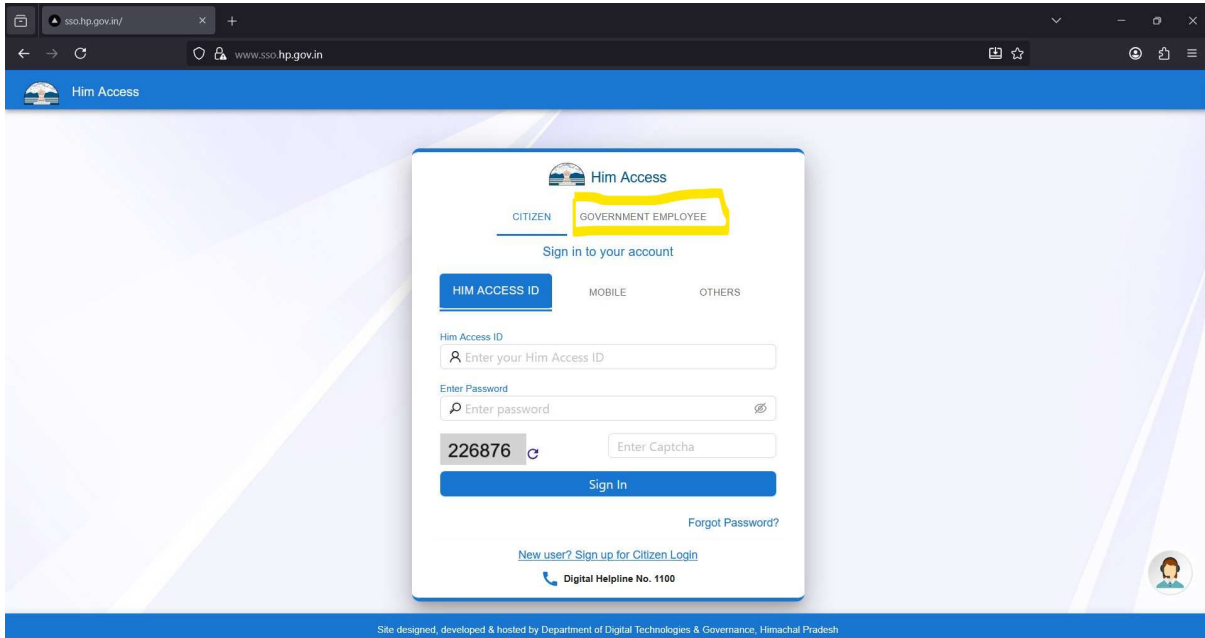 sso.hp.gov.in/
www.sso.hp.gov.in
Him Access
Him Access
CITIZEN GOVERNMENT EMPLOYEE
Sign in to your account
HIM ACCESS ID MOBILE OTHERS
Him Access ID
Enter your Him Access ID
Enter Password
Enter password
226876 Enter Captcha
Sign In
Forgot Password?
New user? Sign up for Citizen Login
Digital Helpline No. 1100
Site designed, developed & hosted by Department of Digital Technologies & Governance, Himachal Pradesh